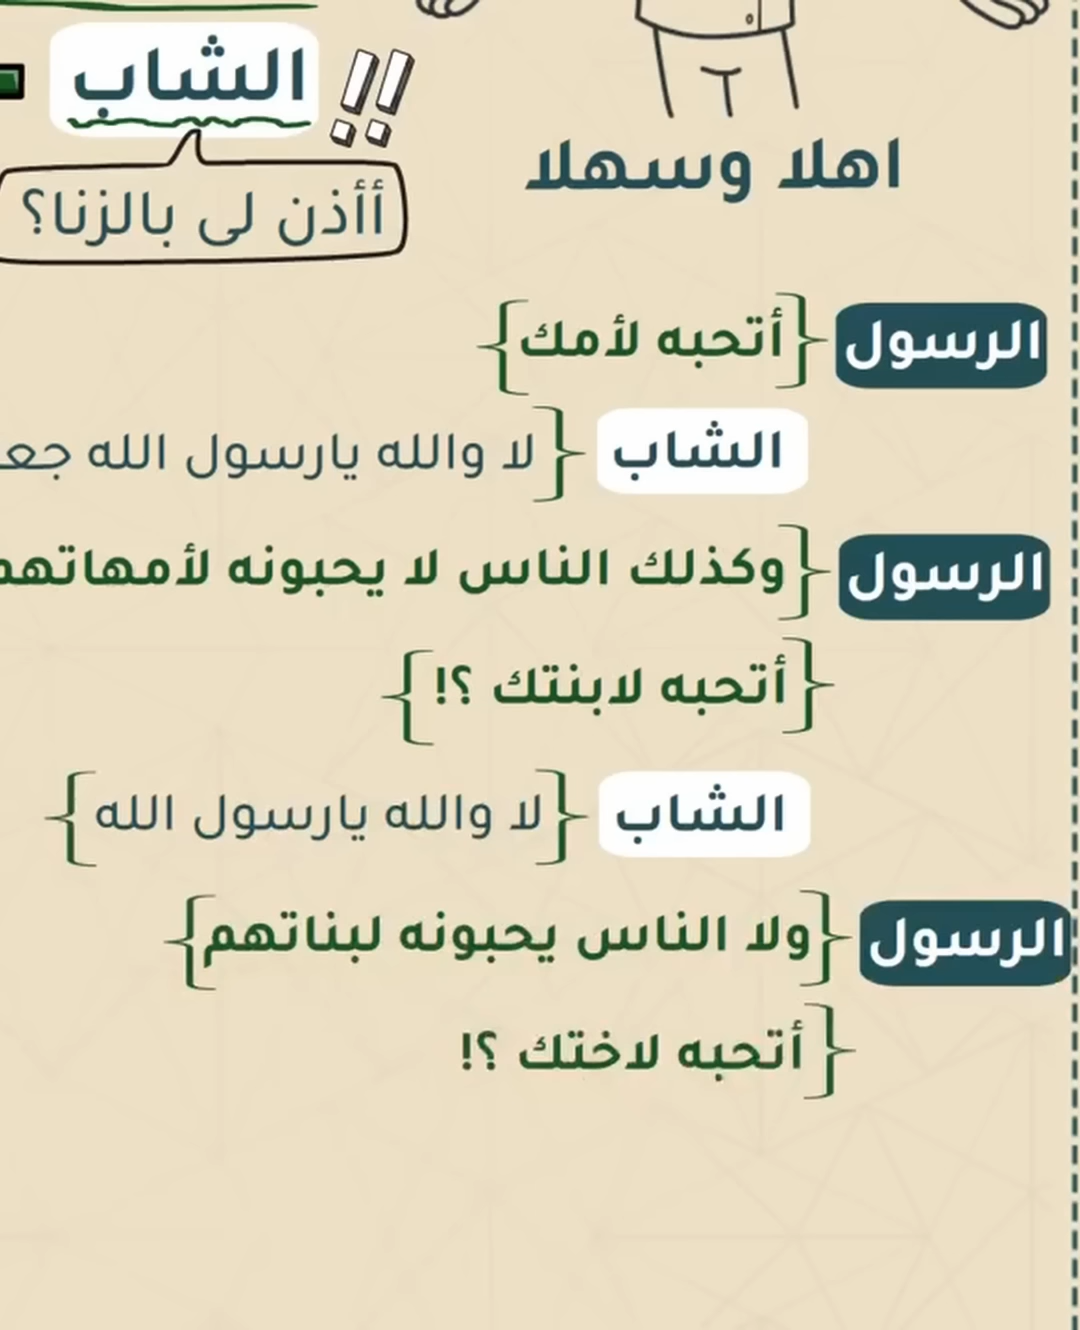 الشاب !!
أأذن لى بالزنا؟
اهلا وسهلا
الرسول {أتحبه لأمك}
الشاب {لا والله يارسول الله
الرسول {وكذلك الناس لا يحبونه لأمهاتهم
{أتحبه لابنتك ؟!}
الشاب {لا والله يارسول الله}
الرسول {ولا الناس يحبونه لبناتهم}
{أتحبه لاختك ؟!